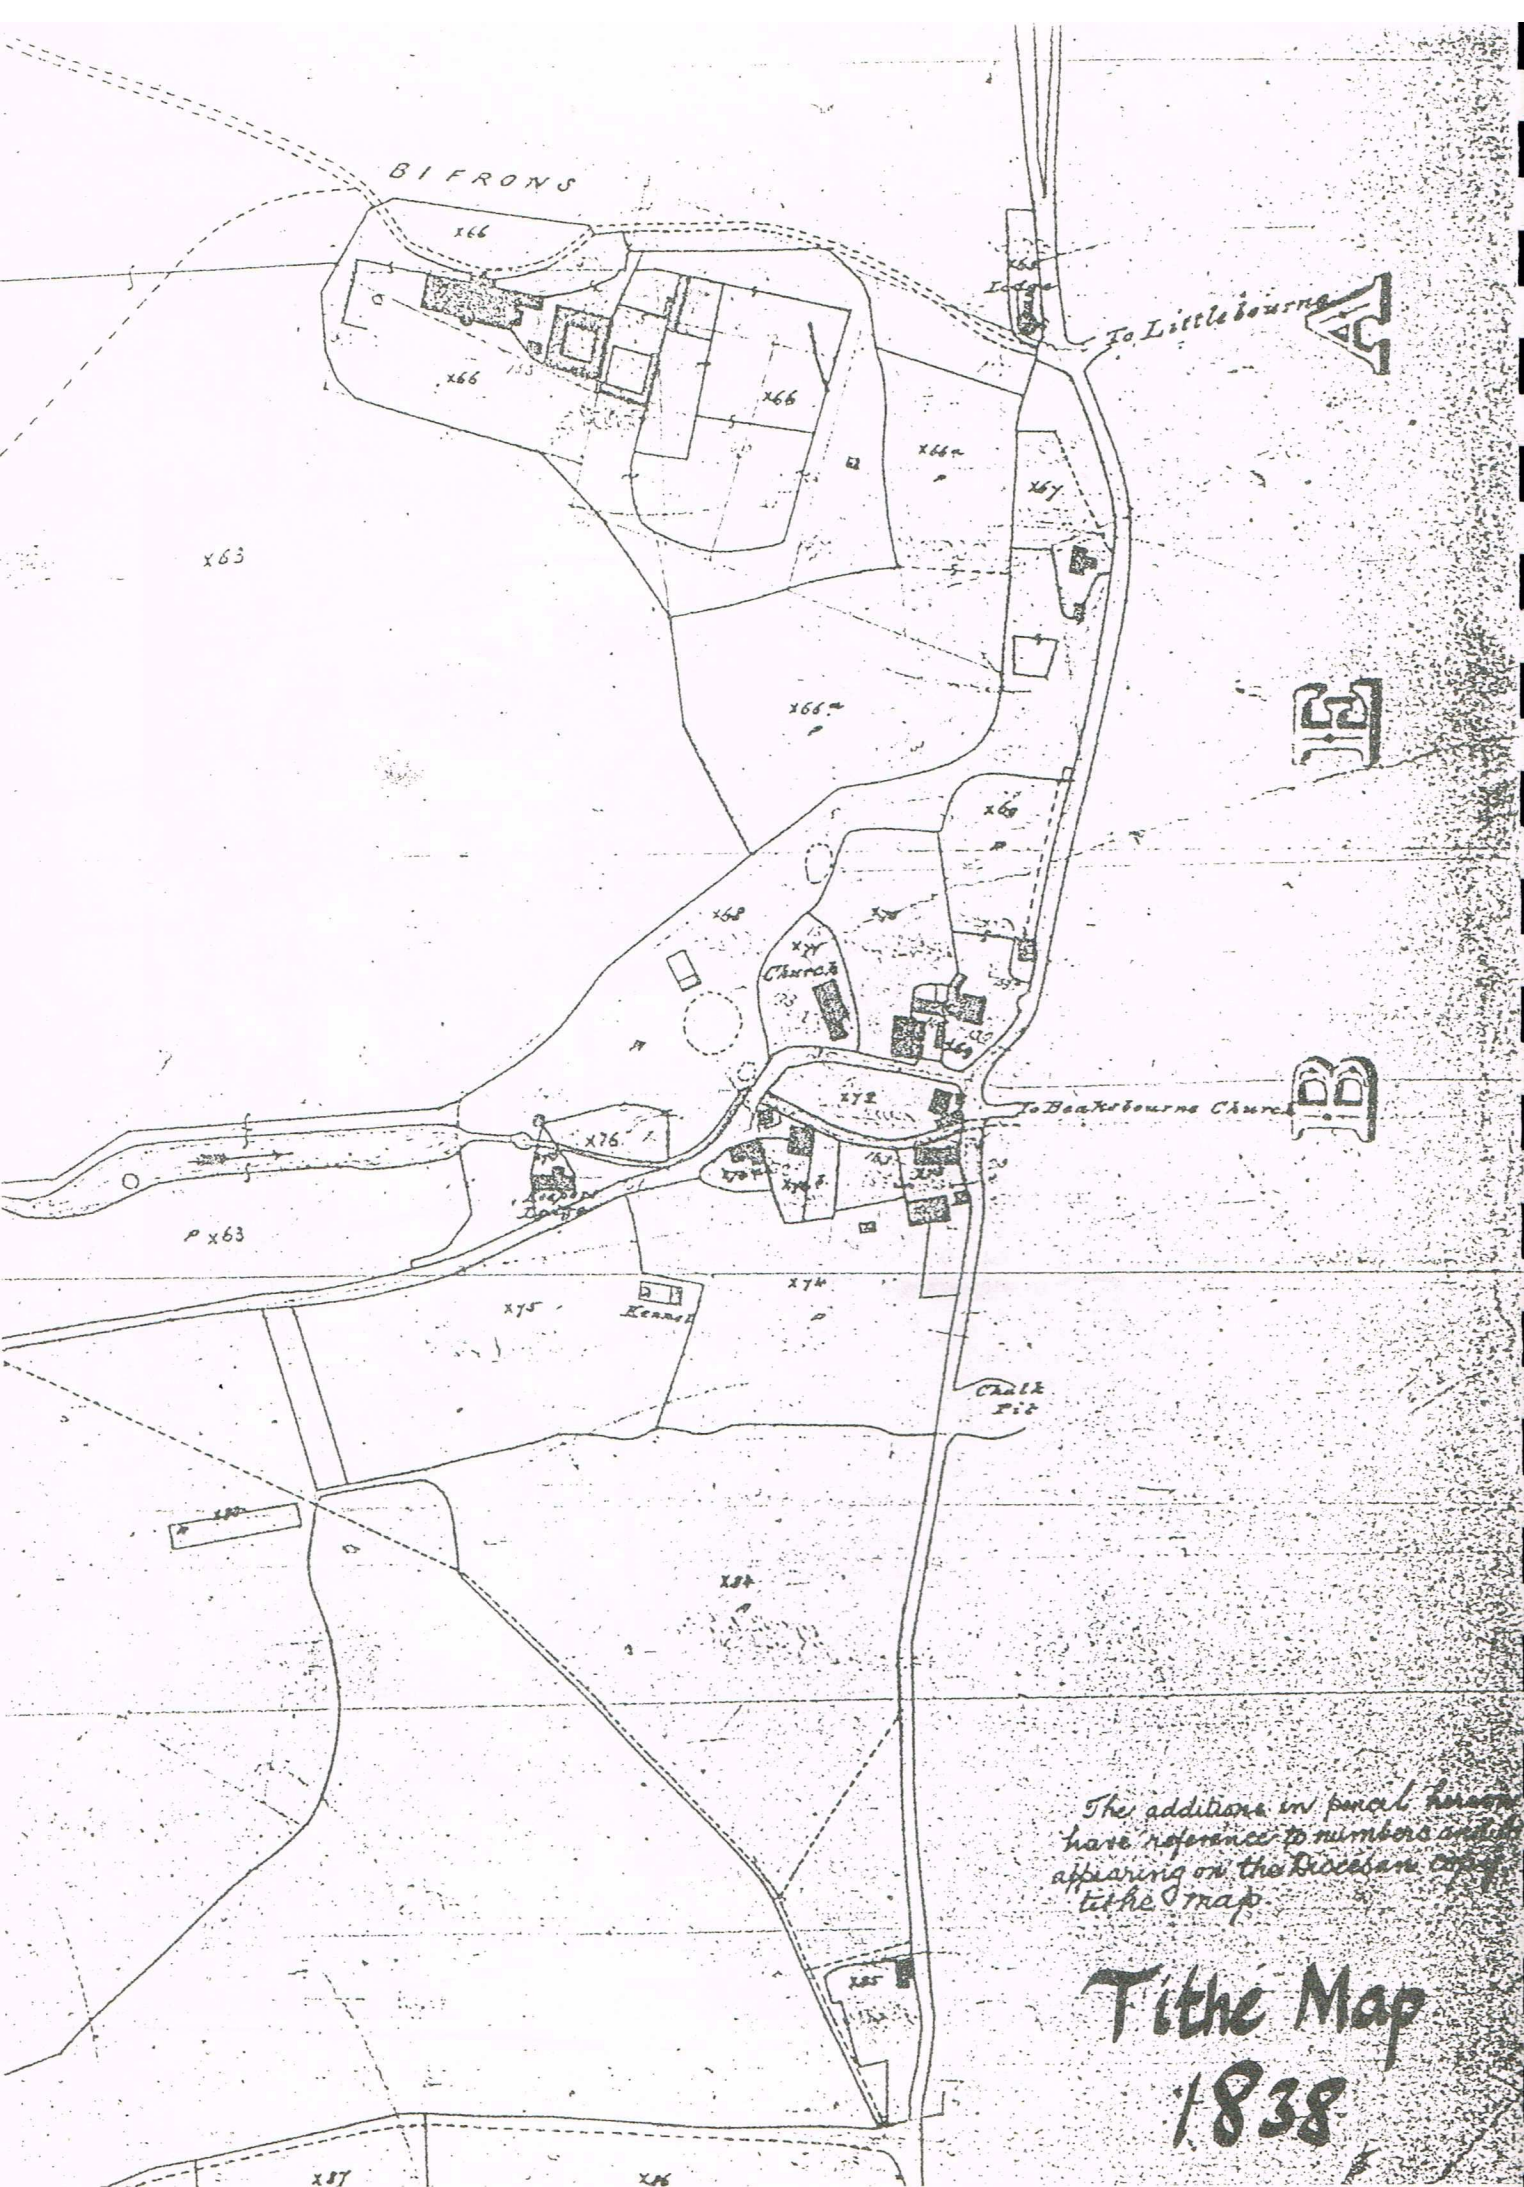 BIFRONS
x66
Lodge
To Littlebourne
A
x66
x66
x66a
x67
x63
E
x66a
x69
x68
Church
x69
x72
To Beaksbourne Church
B
x76
P x63
x74
x75
Kennel
Chalk
Pit
x84
The additions in pencil hereon
have reference to numbers
appearing on the Diocesan copy
tithe map.
x85
Tithe Map
1838
x87
x86